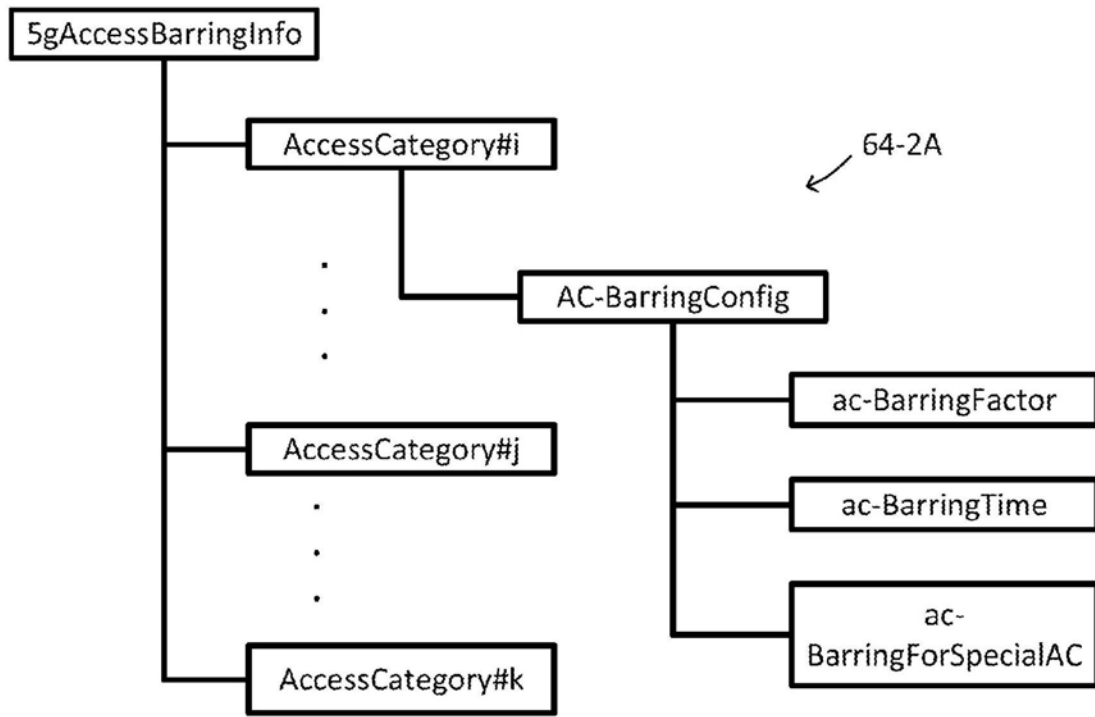 5gAccessBarringInfo
AccessCategory#i
64-2A
AC-BarringConfig
ac-BarringFactor
AccessCategory#j
ac-BarringTime
ac-
BarringForSpecialAC
AccessCategory#k